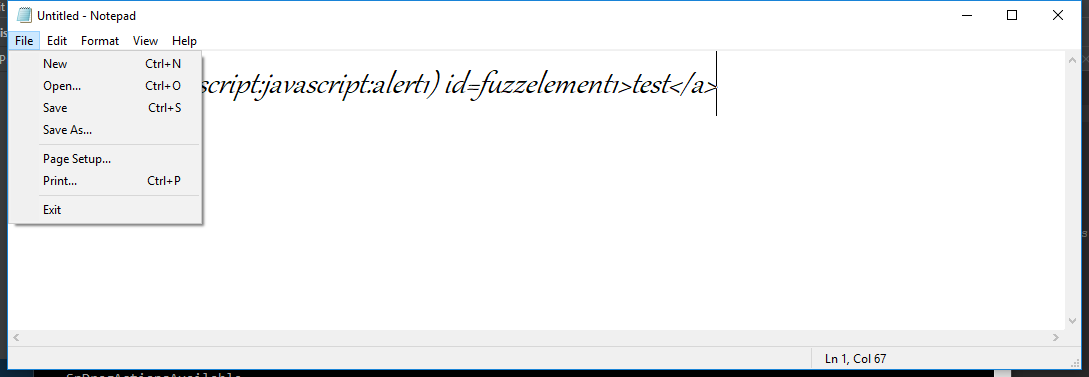 Untitled - Notepad
File Edit Format View Help
New Ctrl+N
Open... Ctrl+O
Save Ctrl+S
Save As...
Page Setup...
Print... Ctrl+P
Exit
script:javascript:alert1) id=fuzzelement1>test</a>
Ln 1, Col 67